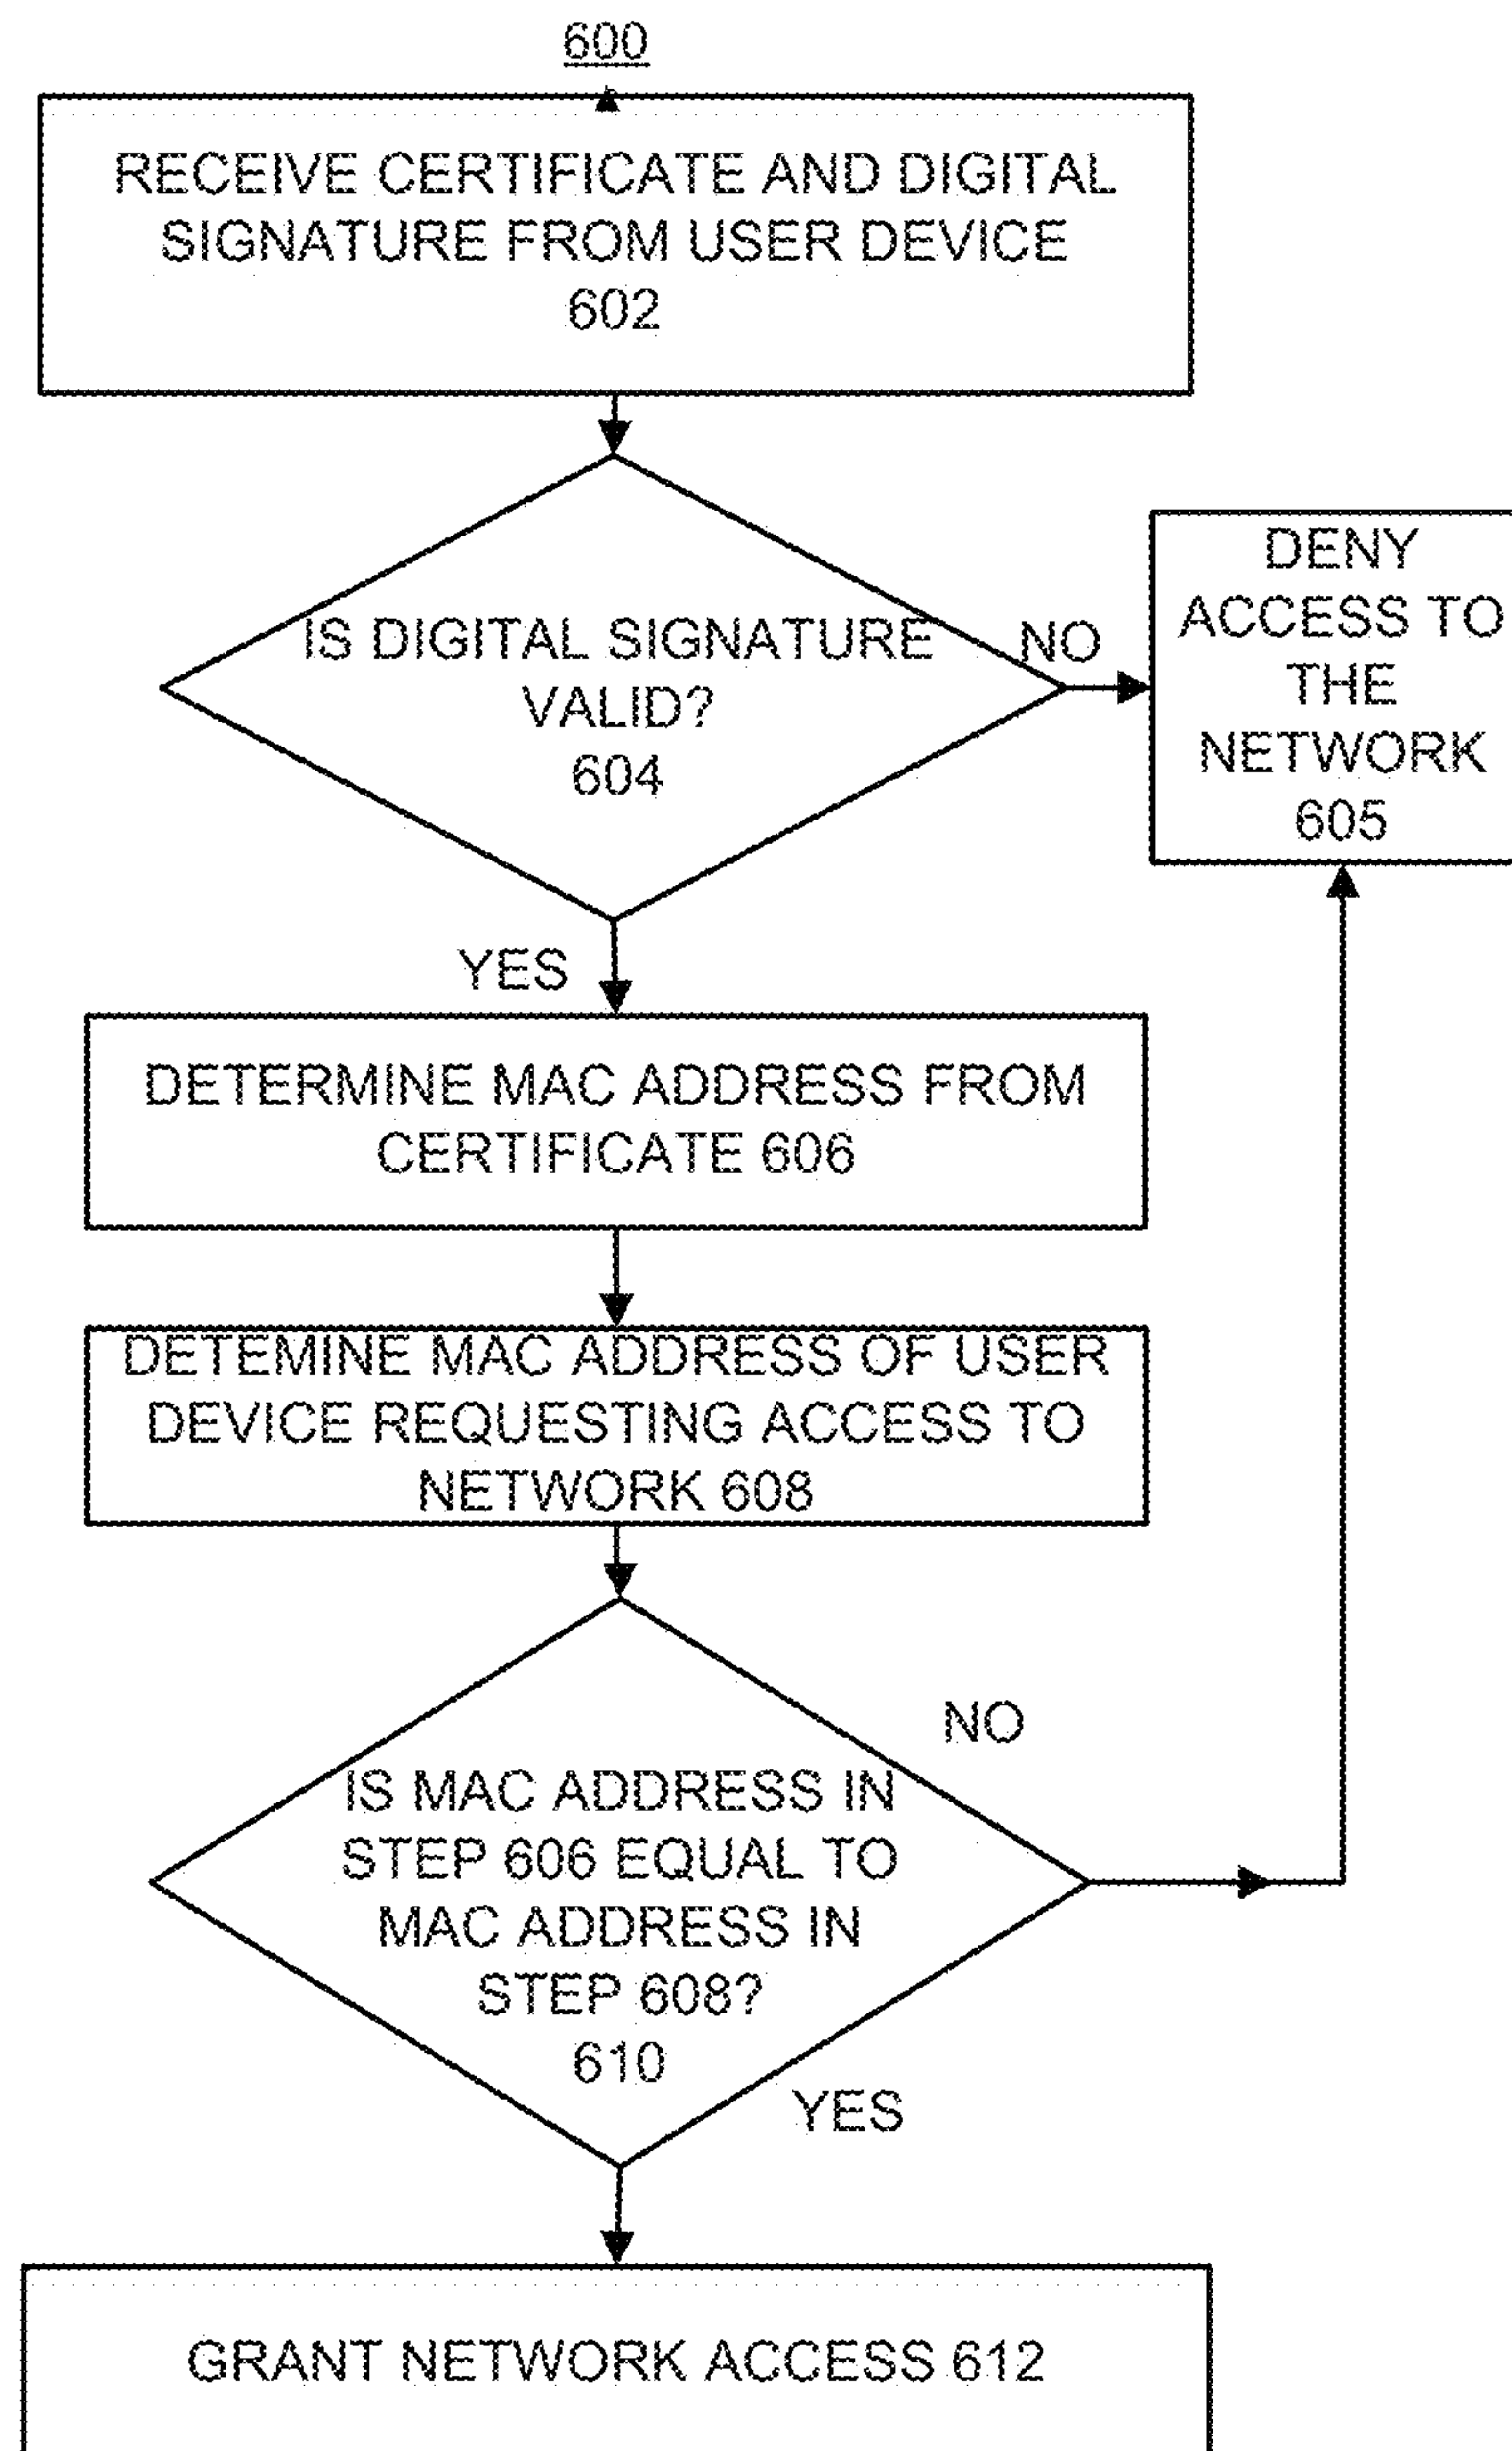 600
RECEIVE CERTIFICATE AND DIGITAL
SIGNATURE FROM USER DEVICE
602
IS DIGITAL SIGNATURE
VALID?
604
NO
DENY
ACCESS TO
THE
NETWORK
605
YES
DETERMINE MAC ADDRESS FROM
CERTIFICATE 606
DETEMINE MAC ADDRESS OF USER
DEVICE REQUESTING ACCESS TO
NETWORK 608
NO
IS MAC ADDRESS IN
STEP 606 EQUAL TO
MAC ADDRESS IN
STEP 608?
610
YES
GRANT NETWORK ACCESS 612